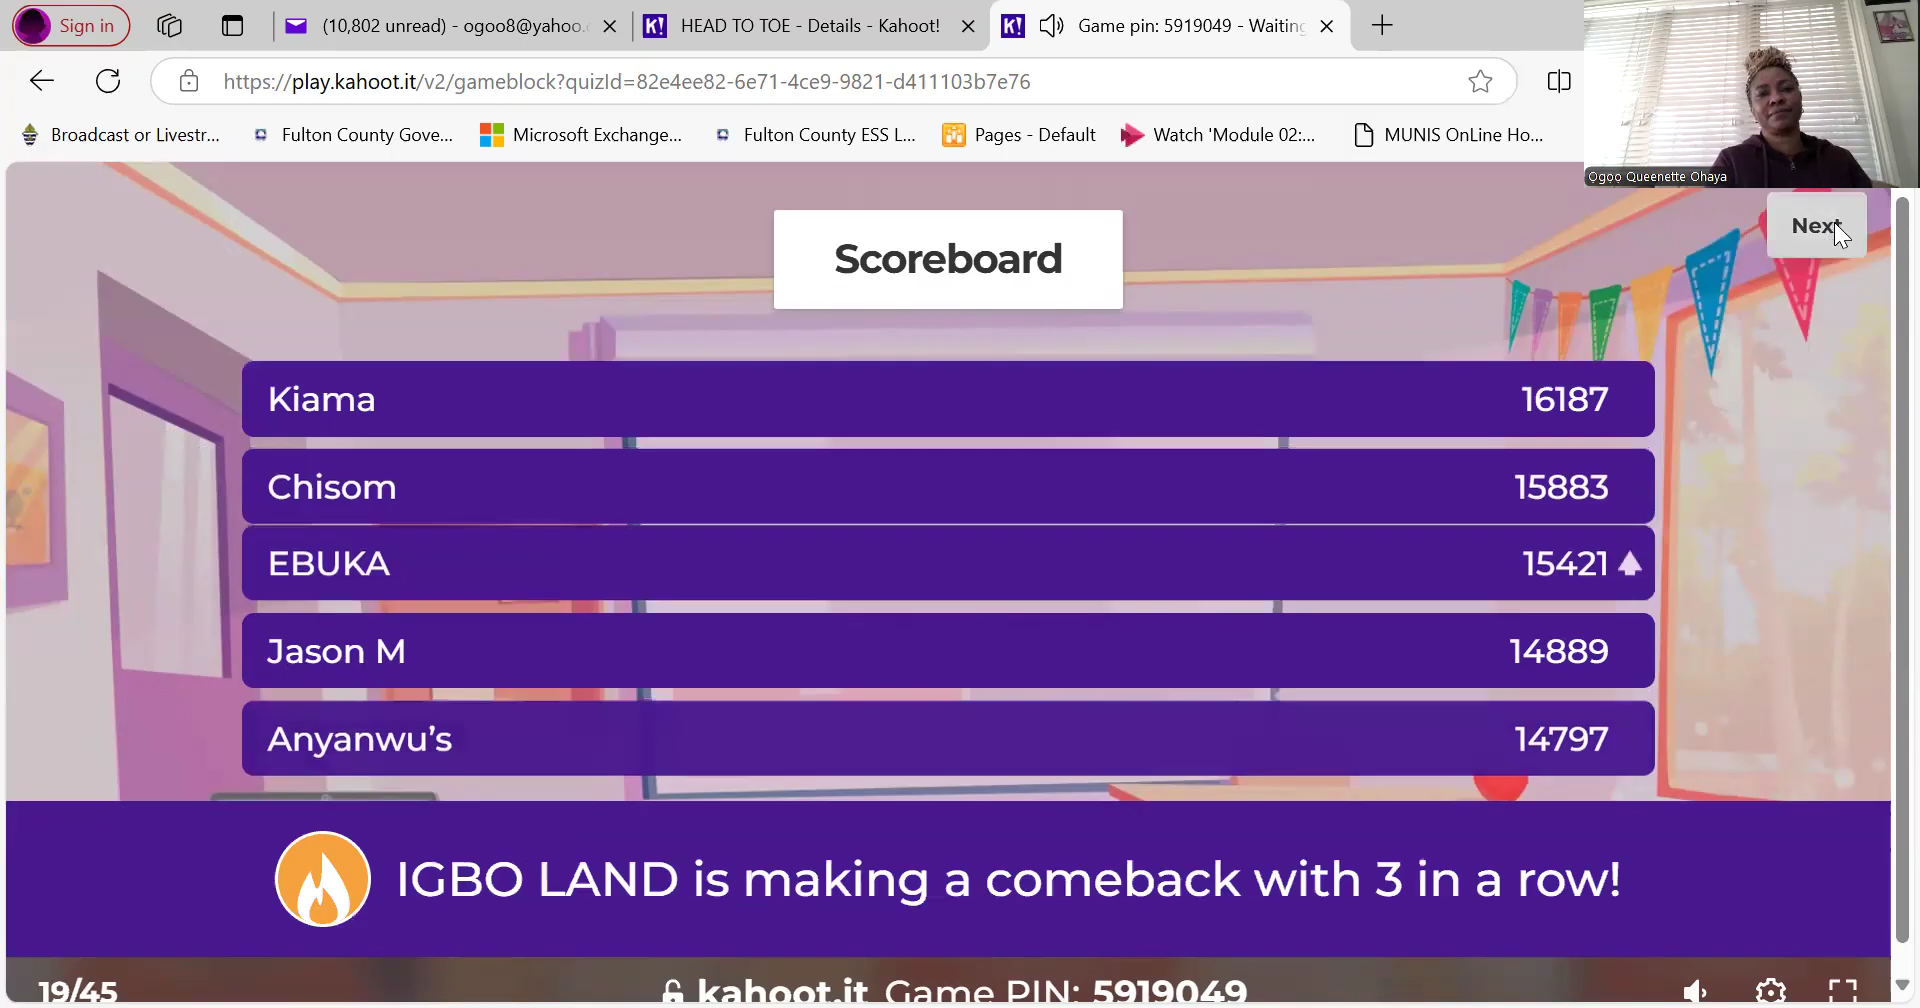 Sign in
(10,802 unread) - ogoo8@yahoo.
HEAD TO TOE - Details - Kahoot!
Game pin: 5919049 - Waiting
https://play.kahoot.it/v2/gameblock?quizId=82e4ee82-6e71-4ce9-9821-d411103b7e76
Broadcast or Livestr...
Fulton County Gove...
Microsoft Exchange...
Fulton County ESS L...
Pages - Default
Watch 'Module 02:...
MUNIS OnLine Ho...
Ọgọọ Queenette Ohaya
Next
Scoreboard
Kiama 16187
Chisom 15883
EBUKA 15421
Jason M 14889
Anyanwu’s 14797
IGBO LAND is making a comeback with 3 in a row!
19/45
kahoot.it Game PIN: 5919049